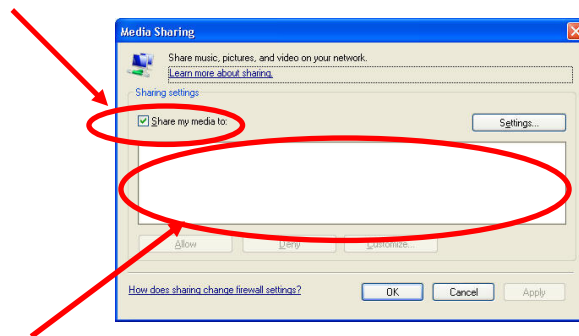 Media Sharing
Share music, pictures, and video on your network.
Learn more about sharing.
Sharing settings
Share my media to:
Settings...
Allow Deny Customize...
How does sharing change firewall settings? OK Cancel Apply